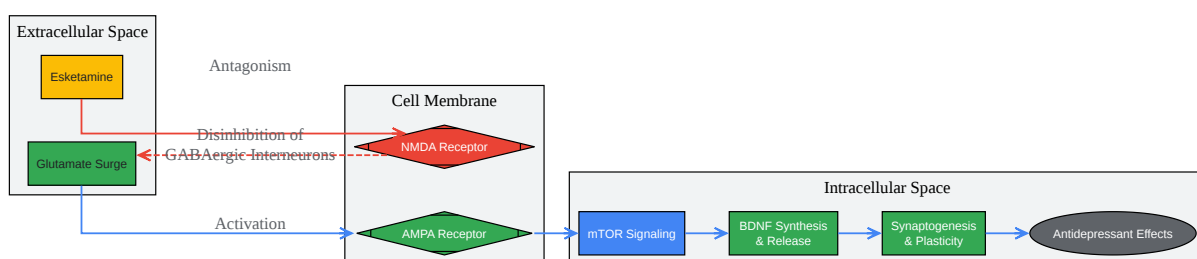 Extracellular Space
Esketamine
Antagonism
Cell Membrane
Disinhibition of
GABAergic Interneurons
NMDA Receptor
Glutamate Surge
Intracellular Space
Activation
AMPA Receptor
mTOR Signaling
BDNF Synthesis
& Release
Synaptogenesis
& Plasticity
Antidepressant Effects